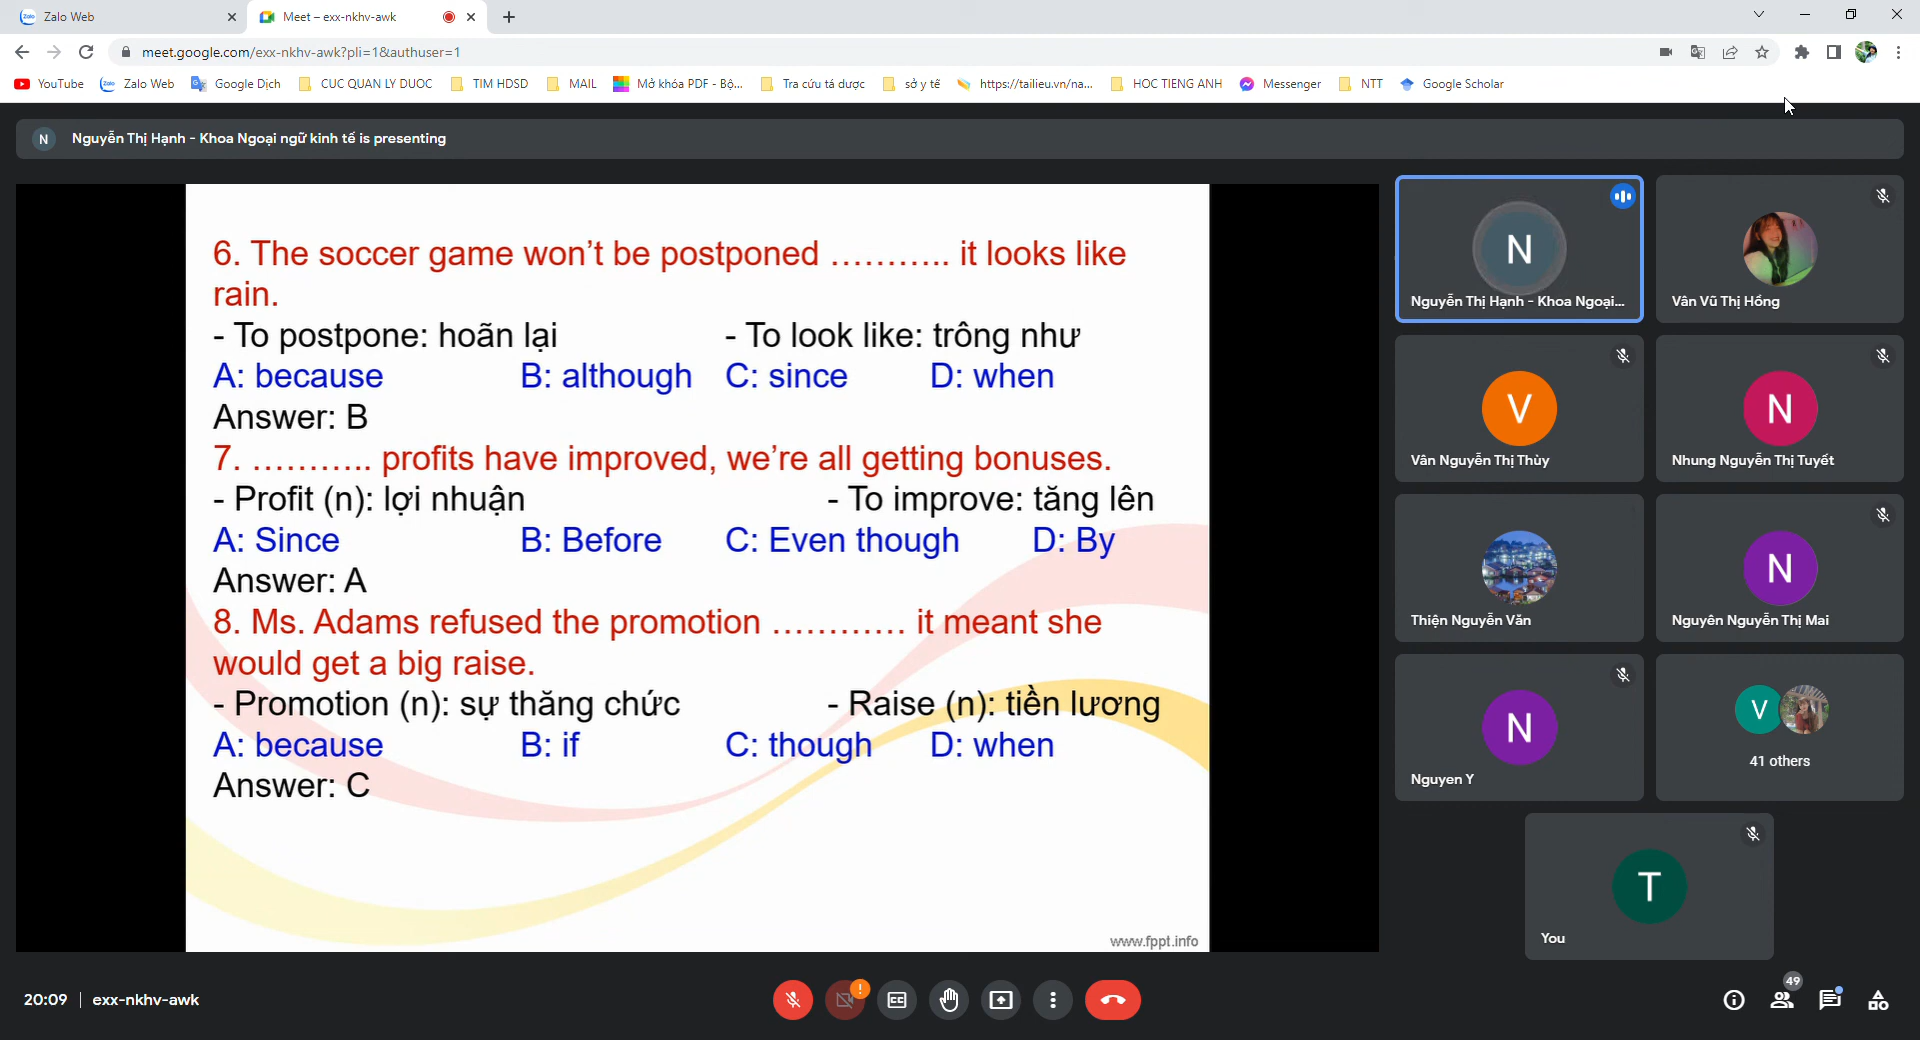 Zalo Web
Meet – exx-nkhv-awk
meet.google.com/exx-nkhv-awk?pli=1&authuser=1
YouTube Zalo Web Google Dịch CUC QUAN LY DUOC TIM HDSD MAIL Mở khóa PDF - Bộ... Tra cứu tá dược sở y tế https://tailieu.vn/na... HOC TIENG ANH Messenger NTT Google Scholar
N Nguyễn Thị Hạnh - Khoa Ngoại ngữ kinh tế is presenting
6. The soccer game won’t be postponed ……….. it looks like
rain.
- To postpone: hoãn lại - To look like: trông như
A: because B: although C: since D: when
Answer: B
7. ……….. profits have improved, we’re all getting bonuses.
- Profit (n): lợi nhuận - To improve: tăng lên
A: Since B: Before C: Even though D: By
Answer: A
8. Ms. Adams refused the promotion ………… it meant she
would get a big raise.
- Promotion (n): sự thăng chức - Raise (n): tiền lương
A: because B: if C: though D: when
Answer: C
www.fppt.info
N
Nguyễn Thị Hạnh - Khoa Ngoại...
Vân Vũ Thị Hồng
V
Vân Nguyễn Thị Thùy
N
Nhung Nguyễn Thị Tuyết
Thiện Nguyễn Văn
N
Nguyên Nguyễn Thị Mai
N
Nguyen Y
V
41 others
T
You
20:09 | exx-nkhv-awk
CC
49